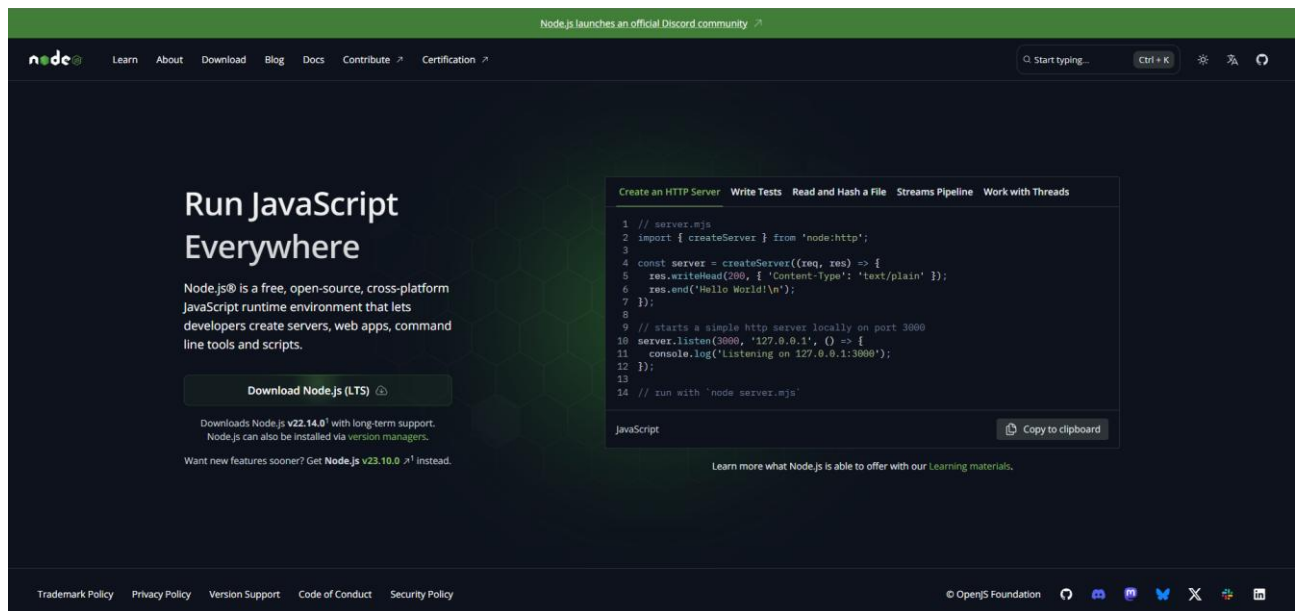 Node.js launches an official Discord community ↗
node Learn About Download Blog Docs Contribute ↗ Certification ↗ Start typing... Ctrl + K
Run JavaScript
Everywhere
Node.js® is a free, open-source, cross-platform
JavaScript runtime environment that lets
developers create servers, web apps, command
line tools and scripts.
Download Node.js (LTS)
Downloads Node.js v22.14.0¹ with long-term support.
Node.js can also be installed via version managers.
Want new features sooner? Get Node.js v23.10.0 ↗¹ instead.
Create an HTTP Server Write Tests Read and Hash a File Streams Pipeline Work with Threads
1 // server.mjs
2 import { createServer } from 'node:http';
3
4 const server = createServer((req, res) => {
5   res.writeHead(200, { 'Content-Type': 'text/plain' });
6   res.end('Hello World!\n');
7 });
8
9 // starts a simple http server locally on port 3000
10 server.listen(3000, '127.0.0.1', () => {
11   console.log('Listening on 127.0.0.1:3000');
12 });
13
14 // run with `node server.mjs`
JavaScript Copy to clipboard
Learn more what Node.js is able to offer with our Learning materials.
Trademark Policy Privacy Policy Version Support Code of Conduct Security Policy © OpenJS Foundation